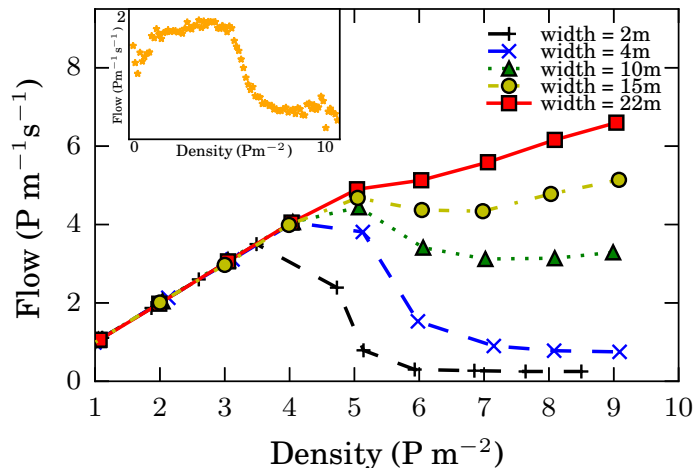 2
Flow (Pm⁻¹s⁻¹)
0
10
Density(Pm⁻²)
width = 2m
width = 4m
width = 10m
width = 15m
width = 22m
8
6
4
2
0
Flow (P m⁻¹s⁻¹)
1 2 3 4 5 6 7 8 9 10
Density (P m⁻²)